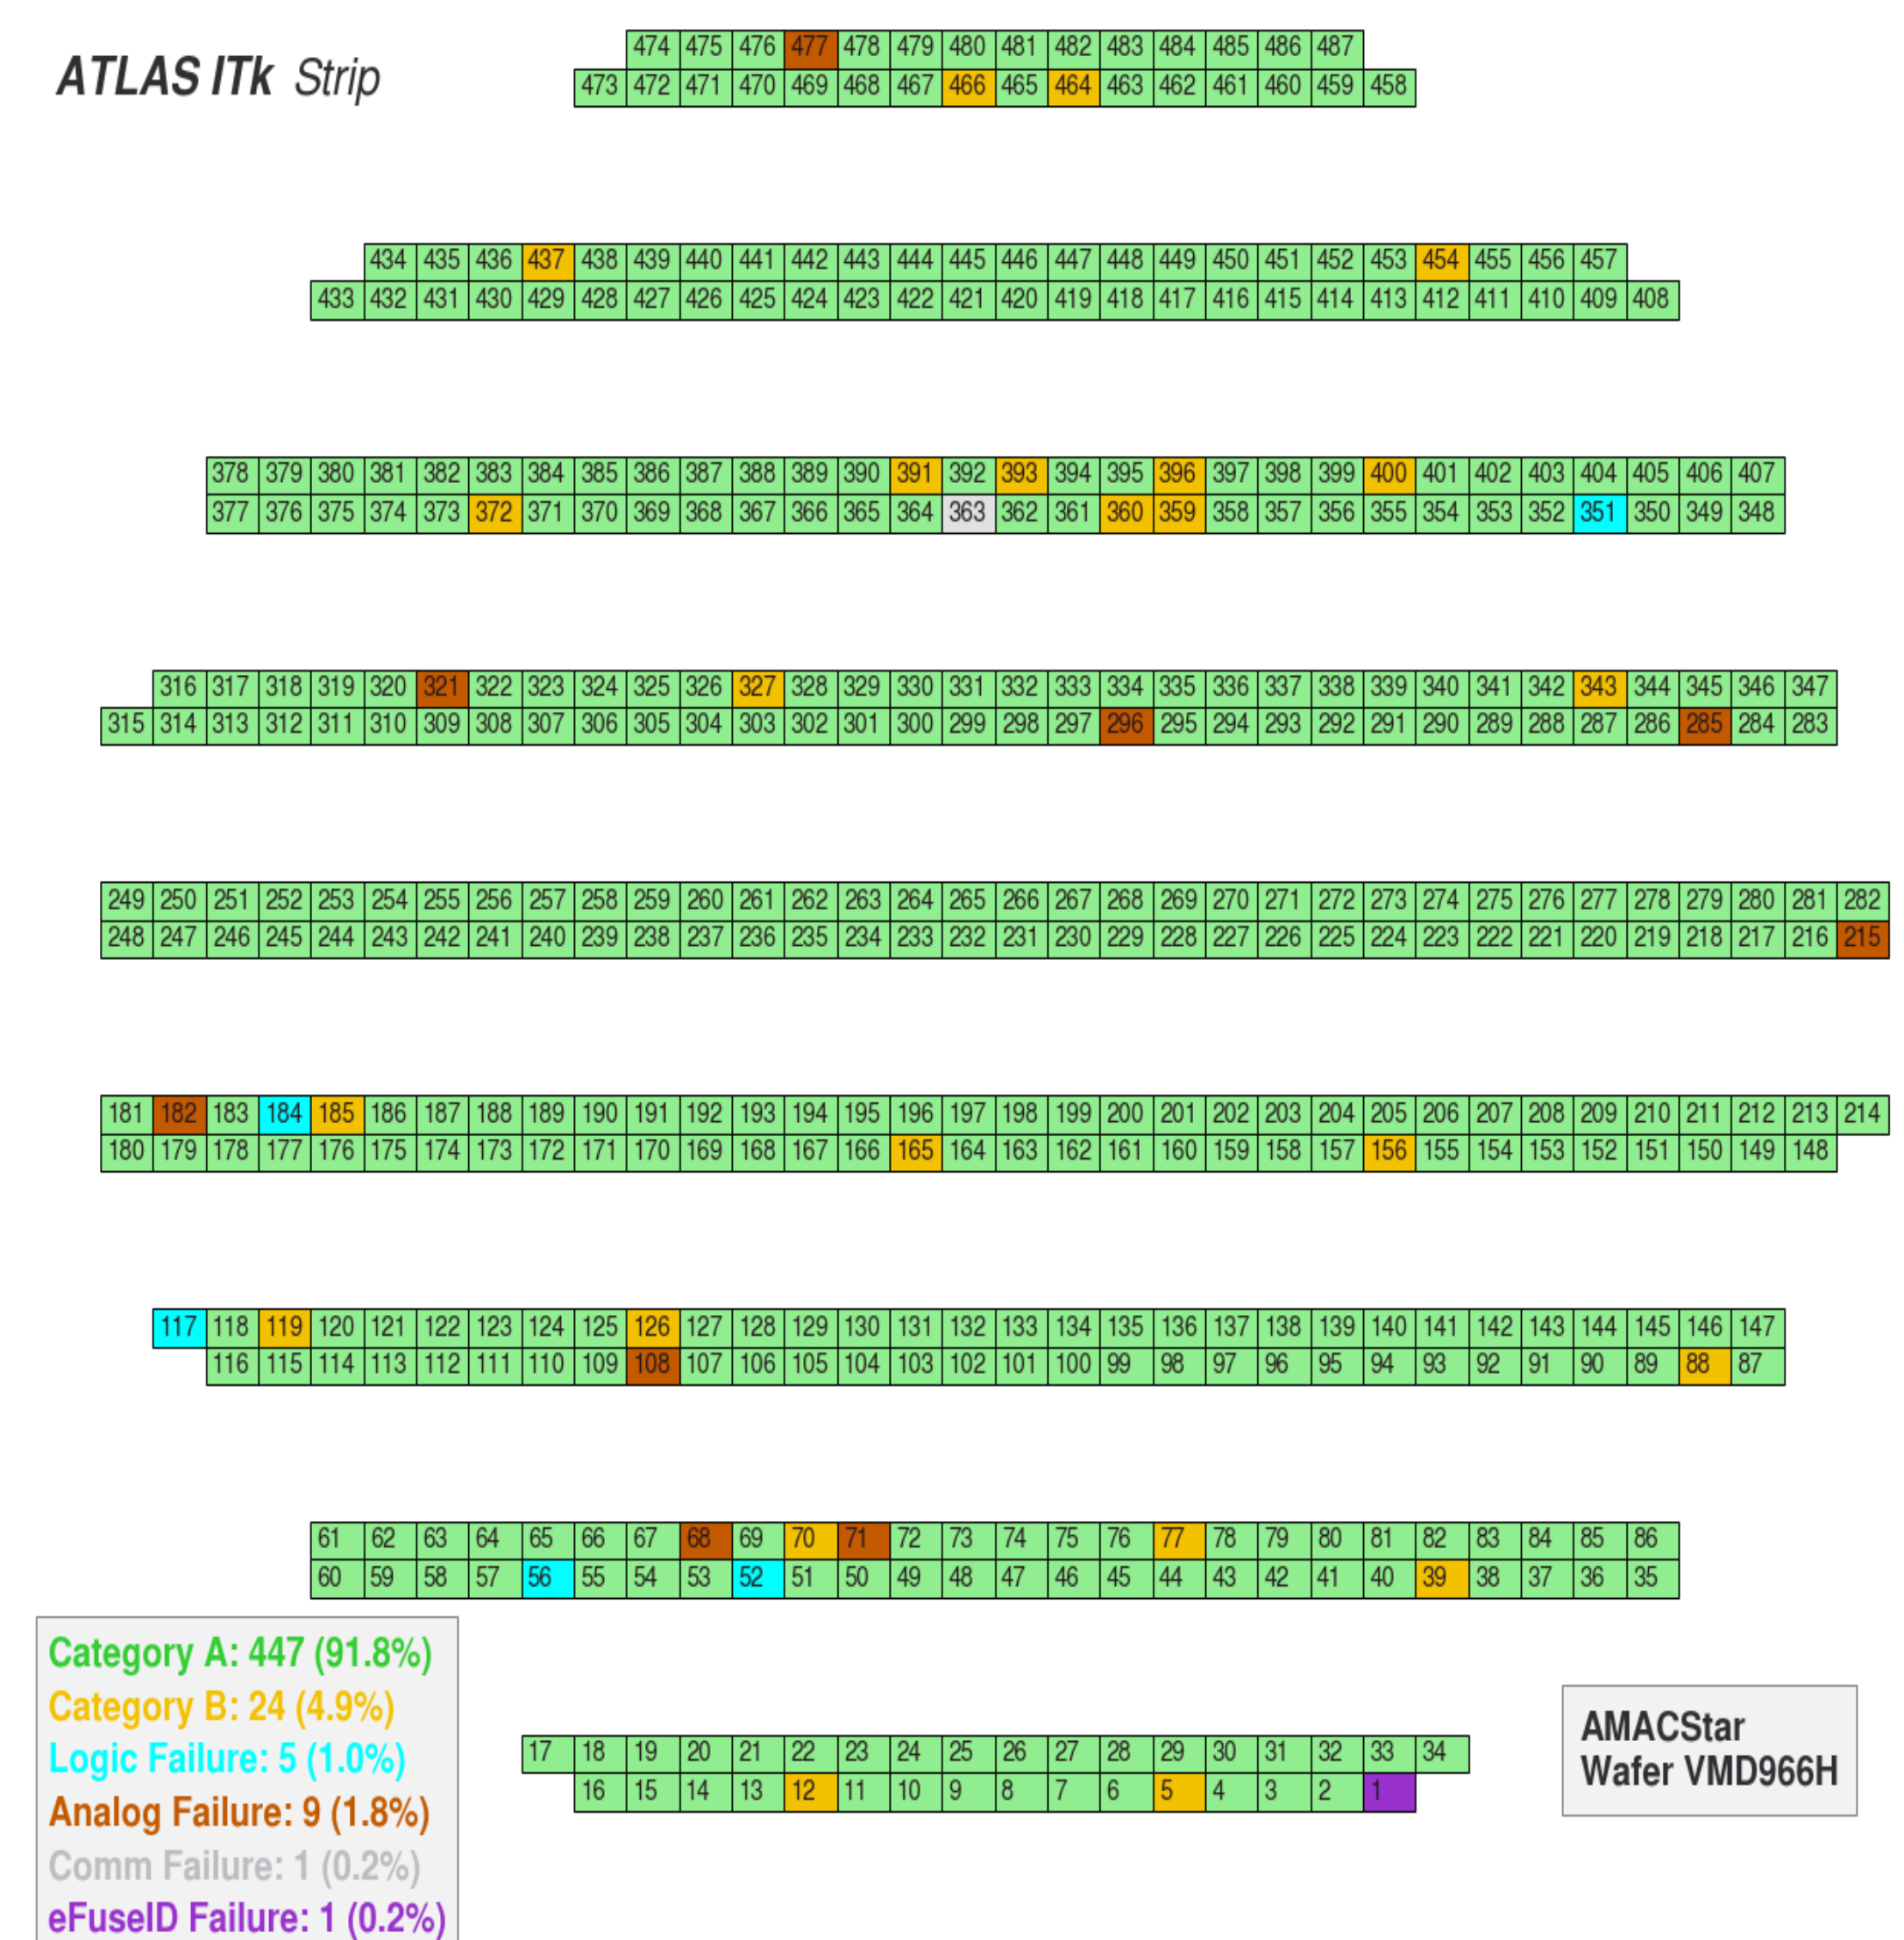 ATLAS ITk Strip
474 475 476 477 478 479 480 481 482 483 484 485 486 487
473 472 471 470 469 468 467 466 465 464 463 462 461 460 459 458
434 435 436 437 438 439 440 441 442 443 444 445 446 447 448 449 450 451 452 453 454 455 456 457
433 432 431 430 429 428 427 426 425 424 423 422 421 420 419 418 417 416 415 414 413 412 411 410 409 408
378 379 380 381 382 383 384 385 386 387 388 389 390 391 392 393 394 395 396 397 398 399 400 401 402 403 404 405 406 407
377 376 375 374 373 372 371 370 369 368 367 366 365 364 363 362 361 360 359 358 357 356 355 354 353 352 351 350 349 348
316 317 318 319 320 321 322 323 324 325 326 327 328 329 330 331 332 333 334 335 336 337 338 339 340 341 342 343 344 345 346 347
315 314 313 312 311 310 309 308 307 306 305 304 303 302 301 300 299 298 297 296 295 294 293 292 291 290 289 288 287 286 285 284 283
249 250 251 252 253 254 255 256 257 258 259 260 261 262 263 264 265 266 267 268 269 270 271 272 273 274 275 276 277 278 279 280 281 282
248 247 246 245 244 243 242 241 240 239 238 237 236 235 234 233 232 231 230 229 228 227 226 225 224 223 222 221 220 219 218 217 216 215
181 182 183 184 185 186 187 188 189 190 191 192 193 194 195 196 197 198 199 200 201 202 203 204 205 206 207 208 209 210 211 212 213 214
180 179 178 177 176 175 174 173 172 171 170 169 168 167 166 165 164 163 162 161 160 159 158 157 156 155 154 153 152 151 150 149 148
117 118 119 120 121 122 123 124 125 126 127 128 129 130 131 132 133 134 135 136 137 138 139 140 141 142 143 144 145 146 147
116 115 114 113 112 111 110 109 108 107 106 105 104 103 102 101 100 99 98 97 96 95 94 93 92 91 90 89 88 87
61 62 63 64 65 66 67 68 69 70 71 72 73 74 75 76 77 78 79 80 81 82 83 84 85 86
60 59 58 57 56 55 54 53 52 51 50 49 48 47 46 45 44 43 42 41 40 39 38 37 36 35
17 18 19 20 21 22 23 24 25 26 27 28 29 30 31 32 33 34
16 15 14 13 12 11 10 9 8 7 6 5 4 3 2 1
Category A: 447 (91.8%)
Category B: 24 (4.9%)
Logic Failure: 5 (1.0%)
Analog Failure: 9 (1.8%)
Comm Failure: 1 (0.2%)
eFuseID Failure: 1 (0.2%)
AMACStar
Wafer VMD966H